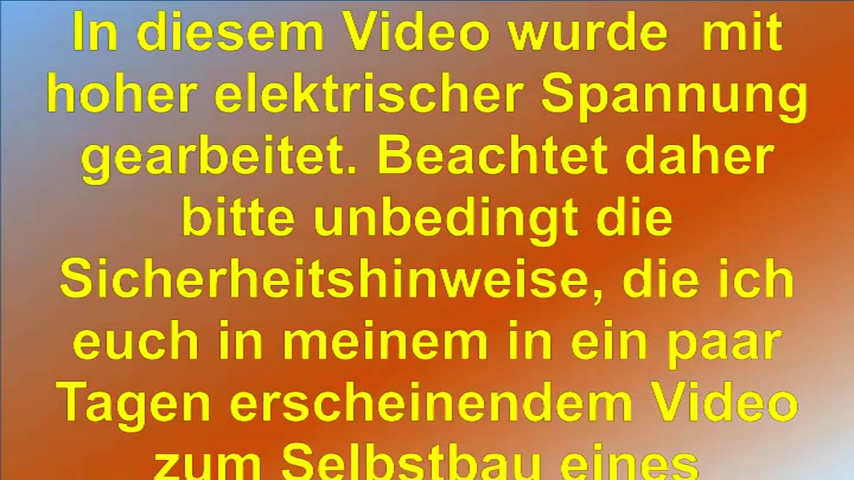 In diesem Video wurde  mit
hoher elektrischer Spannung
gearbeitet. Beachtet daher
bitte unbedingt die
Sicherheitshinweise, die ich
euch in meinem in ein paar
Tagen erscheinendem Video
zum Selbstbau eines